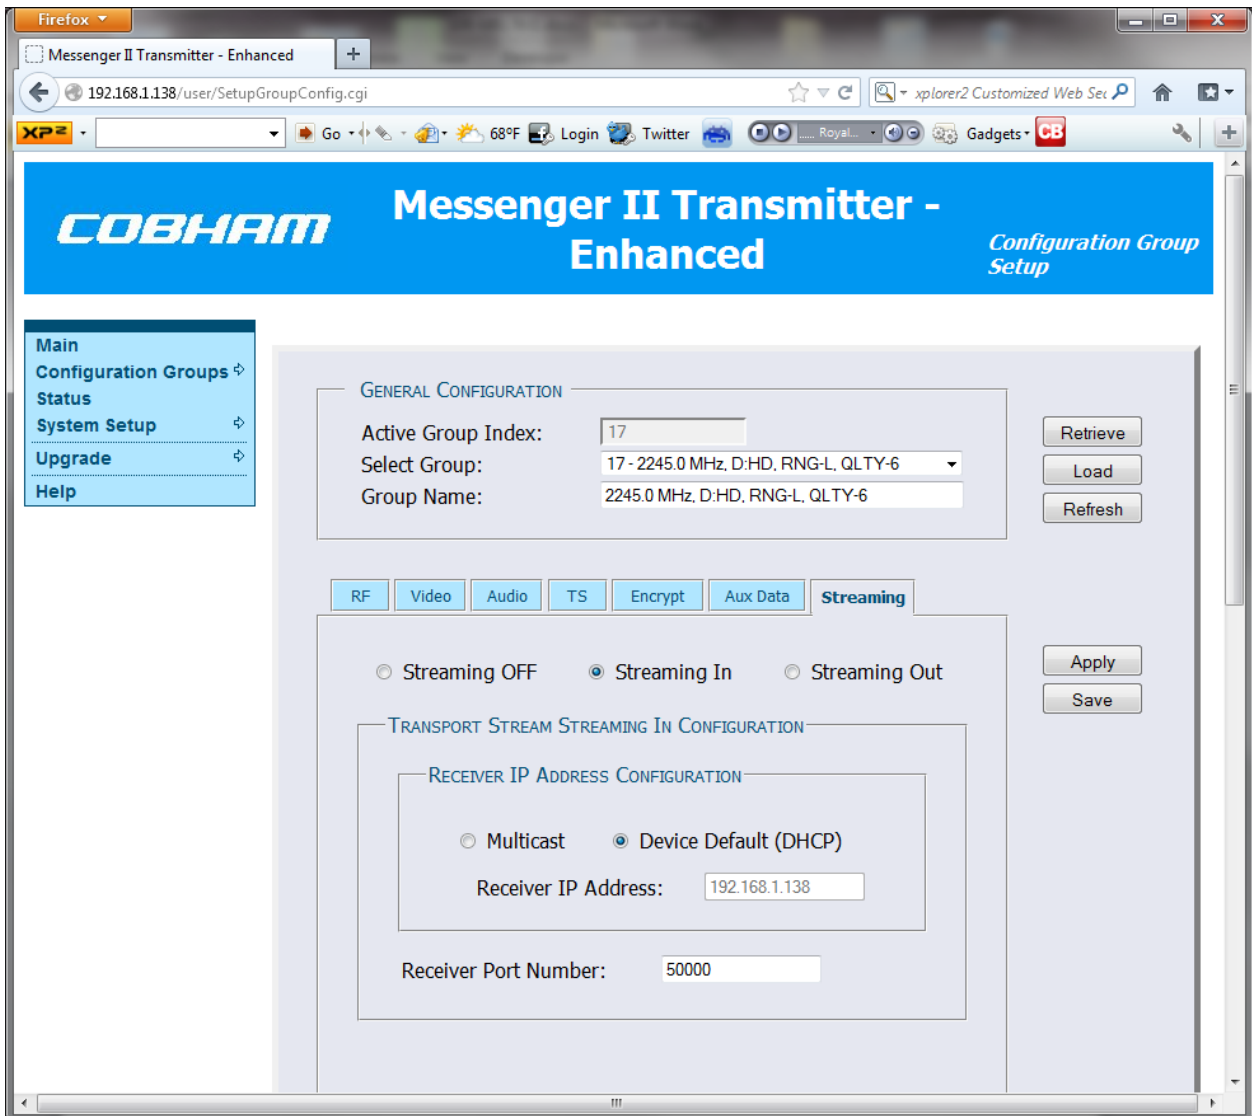 Firefox
Messenger II Transmitter - Enhanced
192.168.1.138/user/SetupGroupConfig.cgi
xplorer2 Customized Web Sec
XP2
Go
68°F
Login
Twitter
Royal...
Gadgets
CB
COBHAM
Messenger II Transmitter -
Enhanced
Configuration Group
Setup
Main
Configuration Groups
Status
System Setup
Upgrade
Help
GENERAL CONFIGURATION
Active Group Index: 17
Select Group: 17 - 2245.0 MHz, D:HD, RNG-L, QLTY-6
Group Name: 2245.0 MHz, D:HD, RNG-L, QLTY-6
Retrieve
Load
Refresh
RF Video Audio TS Encrypt Aux Data Streaming
Streaming OFF Streaming In Streaming Out
Apply
Save
TRANSPORT STREAM STREAMING IN CONFIGURATION
RECEIVER IP ADDRESS CONFIGURATION
Multicast Device Default (DHCP)
Receiver IP Address: 192.168.1.138
Receiver Port Number: 50000